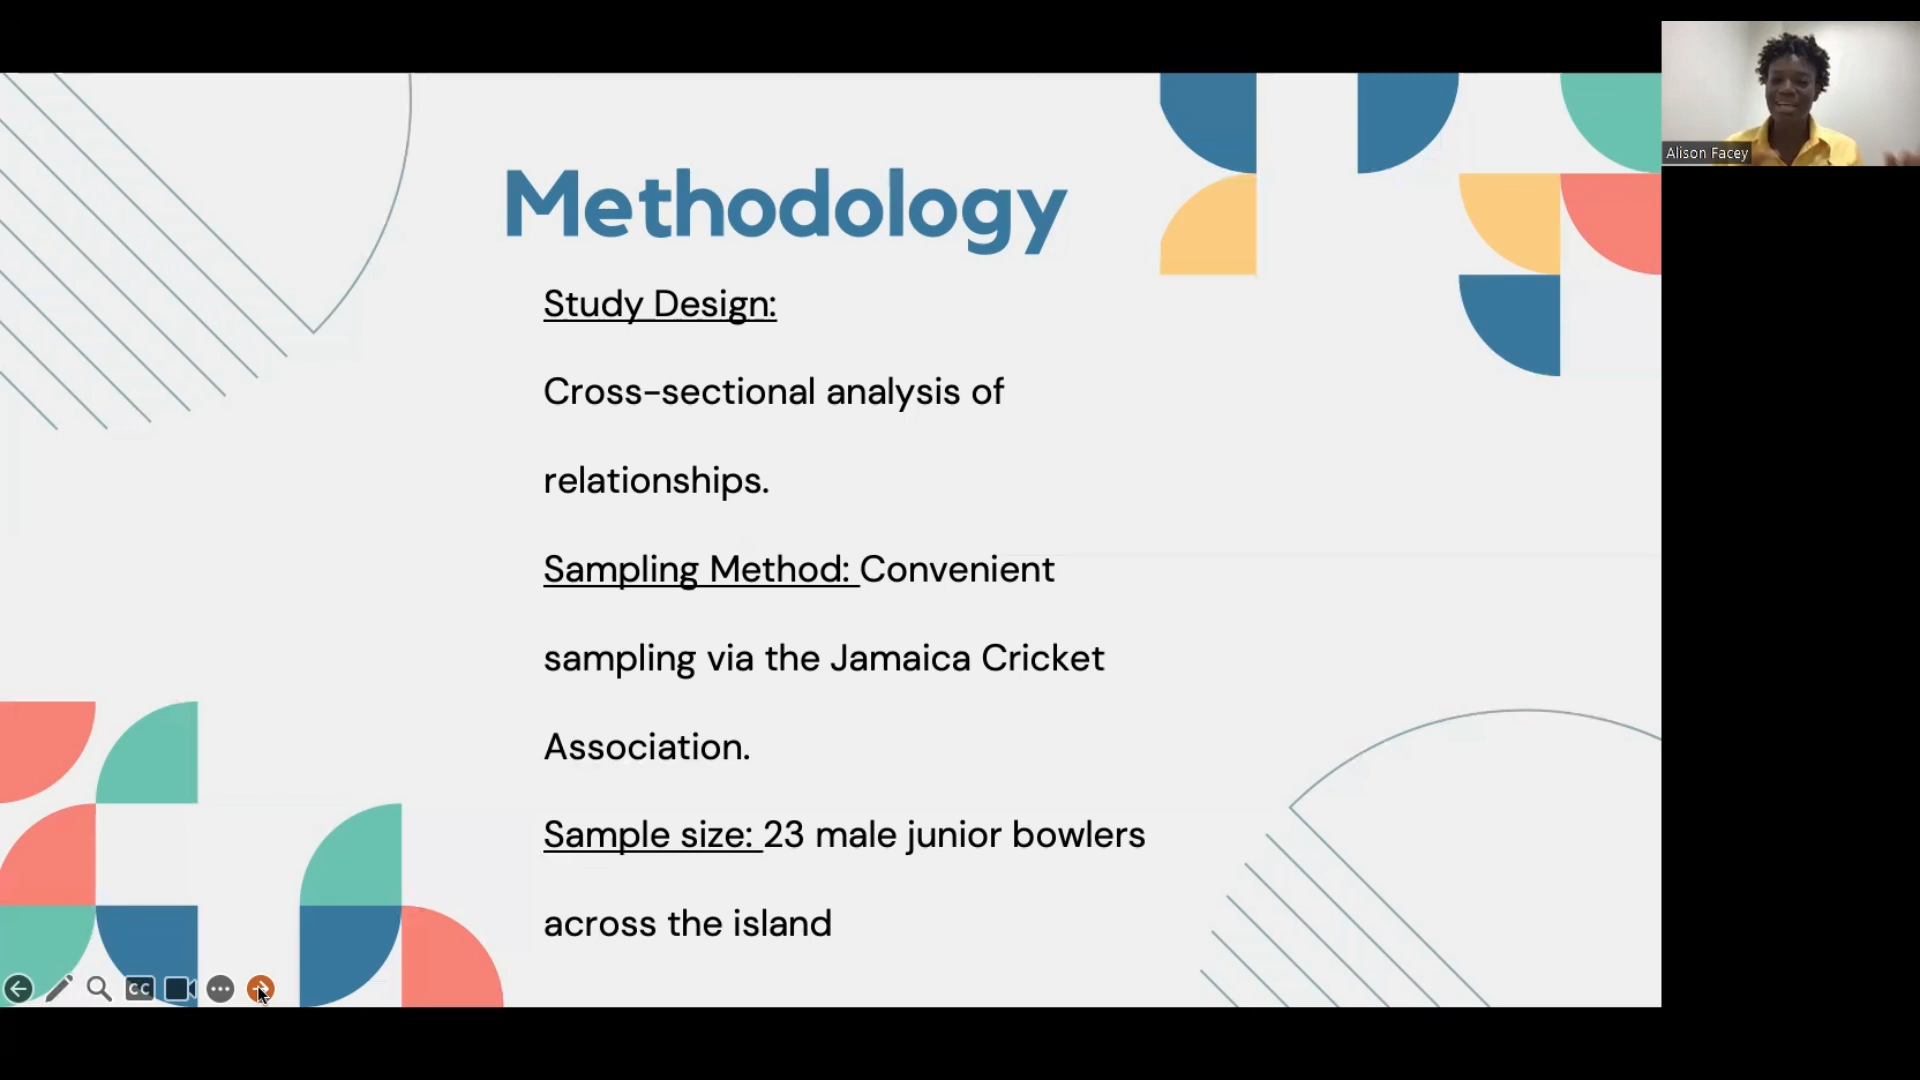 Methodology
Study Design:
Cross-sectional analysis of
relationships.
Sampling Method: Convenient
sampling via the Jamaica Cricket
Association.
Sample size: 23 male junior bowlers
across the island
Alison Facey
CC